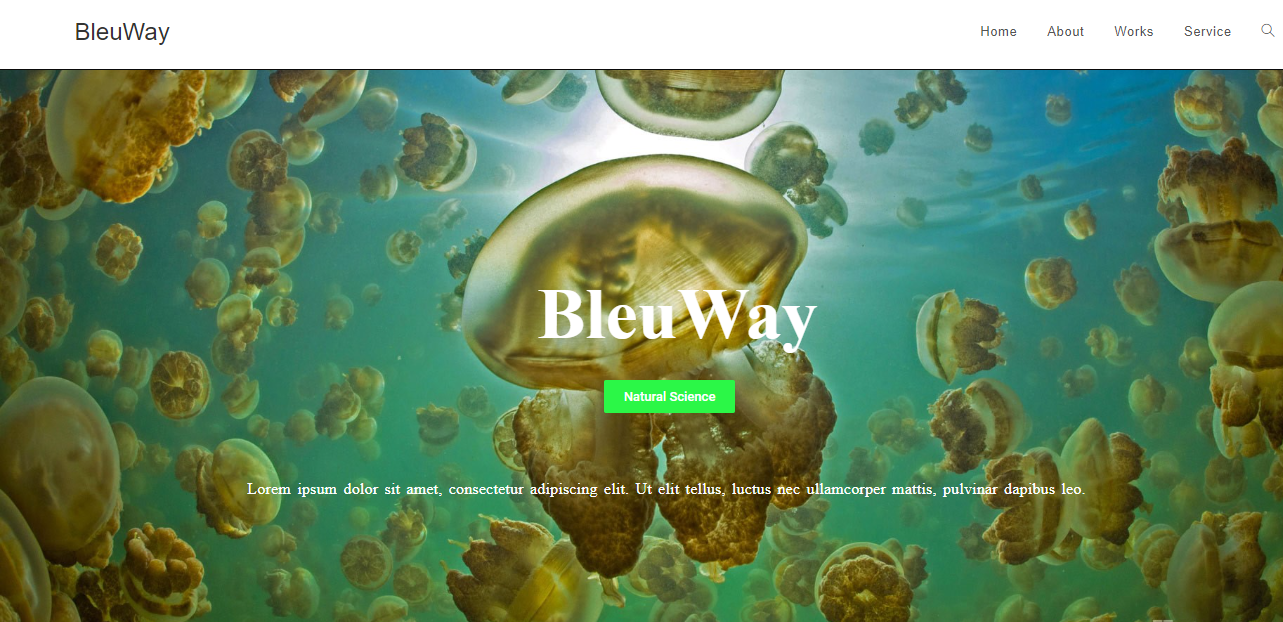 BleuWay
Home About Works Service
BleuWay
Natural Science
Lorem ipsum dolor sit amet, consectetur adipiscing elit. Ut elit tellus, luctus nec ullamcorper mattis, pulvinar dapibus leo.